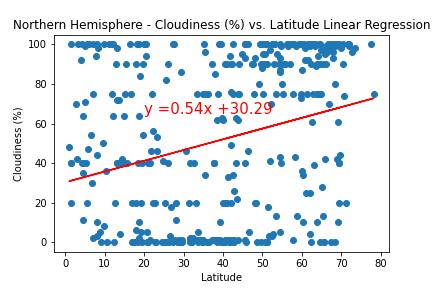 Northern Hemisphere - Cloudiness (%) vs. Latitude Linear Regression
100
80
60
40
20
0
Cloudiness (%)
y =0.54x +30.29
0 10 20 30 40 50 60 70 80
Latitude